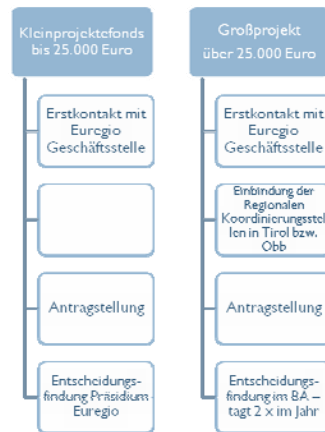 Kleinprojektefonds
bis 25.000 Euro
Erstkontakt mit
Euregio
Geschäftsstelle
Antragstellung
Entscheidungs-
findung Präsidium
Euregio
Großprojekt
über 25.000 Euro
Erstkontakt mit
Euregio
Geschäftsstelle
Einbindung der
Regionalen
Koordinierungsstel
len in Tirol bzw.
Obb
Antragstellung
Entscheidungs-
findung im BA –
tagt 2 x im Jahr